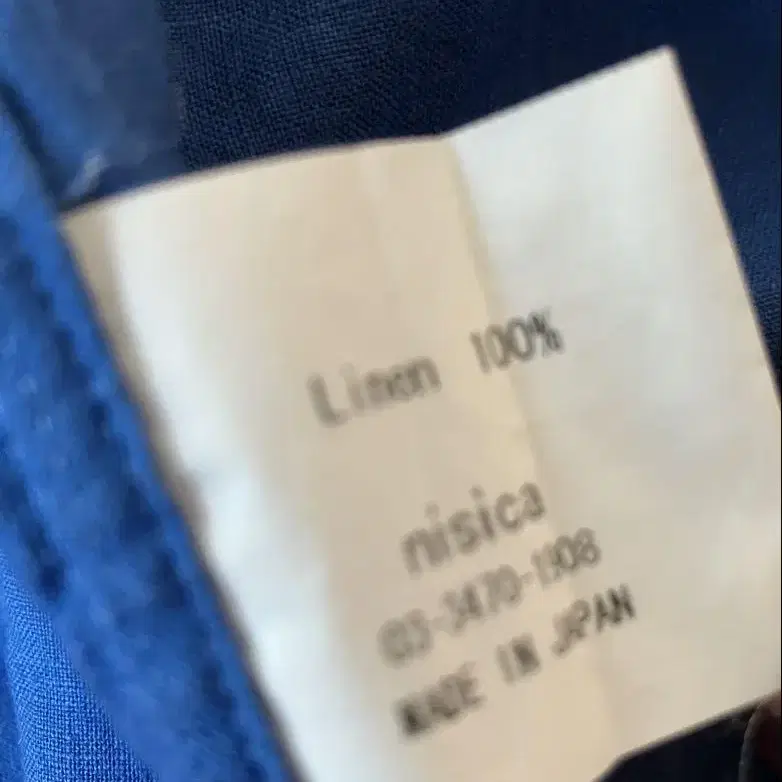 Linen 100%
nisica
03-3470-1908
MADE IN JAPAN